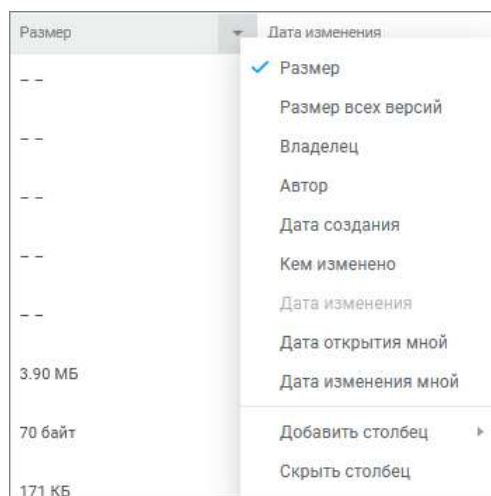 Размер Дата изменения
Размер
– –
Размер всех версий
– –
Владелец
Автор
– –
Дата создания
– –
Кем изменено
Дата изменения
– –
Дата открытия мной
3.90 МБ
Дата изменения мной
70 байт
Добавить столбец
Скрыть столбец
171 КБ